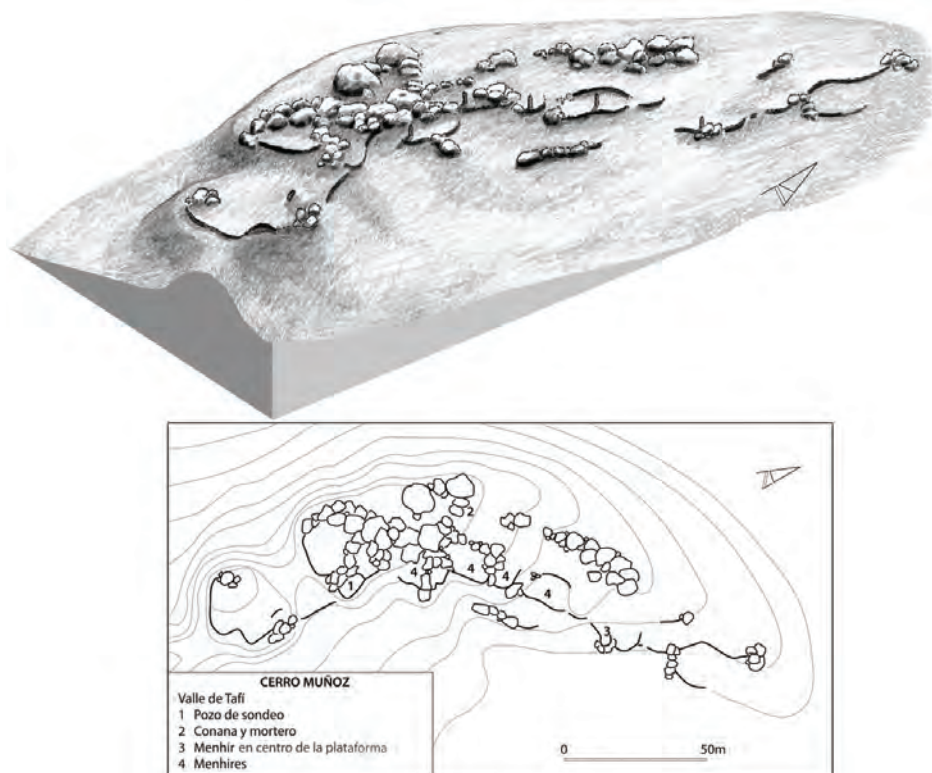 2
4
4
4
4
1
3
CERRO MUÑOZ
Valle de Tafí
1 Pozo de sondeo
2 Conana y mortero
3 Menhir en centro de la plataforma
4 Menhires
0 50m